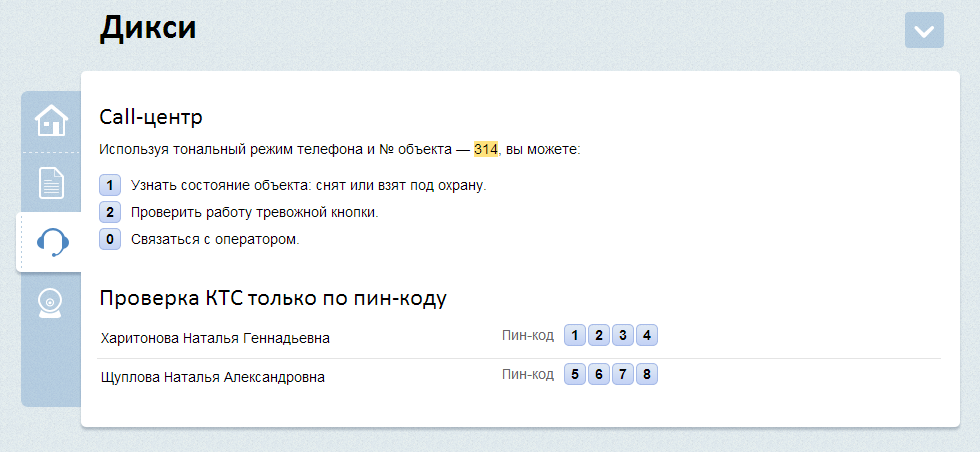 Дикси
Call-центр
Используя тональный режим телефона и № объекта — 314, вы можете:
1 Узнать состояние объекта: снят или взят под охрану.
2 Проверить работу тревожной кнопки.
0 Связаться с оператором.
Проверка КТС только по пин-коду
Харитонова Наталья Геннадьевна Пин-код 1 2 3 4
Щуплова Наталья Александровна Пин-код 5 6 7 8